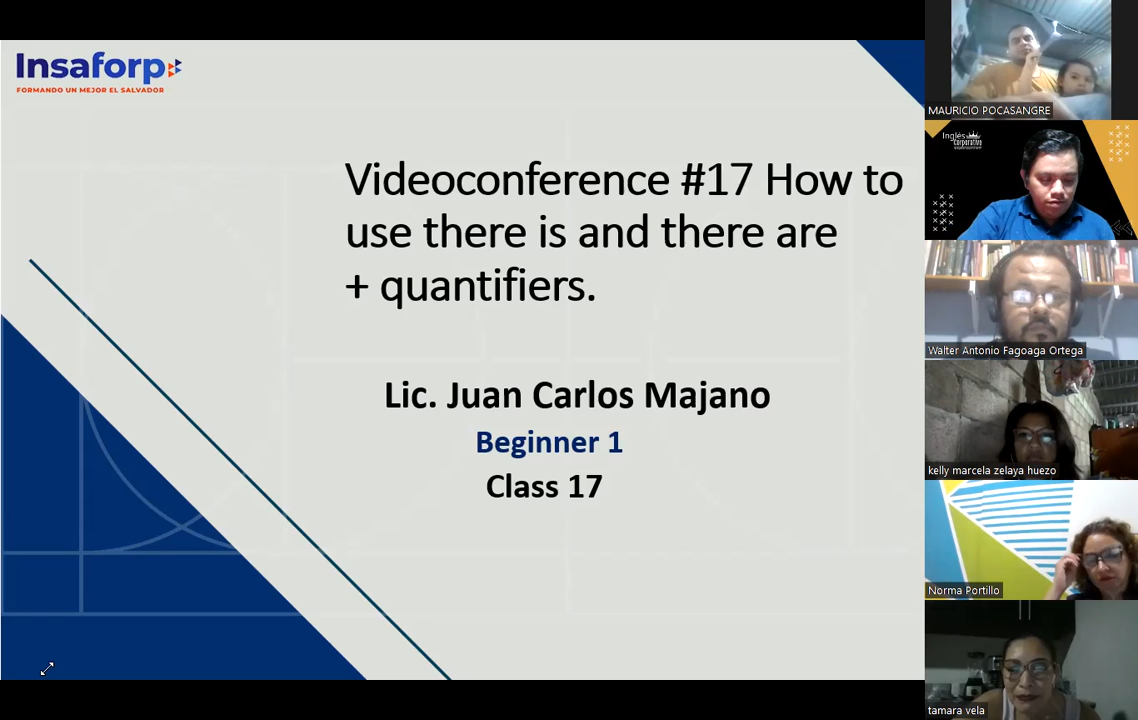 Insaforp
FORMANDO UN MEJOR EL SALVADOR
Videoconference #17 How to
use there is and there are
+ quantifiers.
Lic. Juan Carlos Majano
Beginner 1
Class 17
MAURICIO POCASANGRE
Inglés
corporativo
Walter Antonio Fagoaga Ortega
kelly marcela zelaya huezo
Norma Portillo
tamara vela